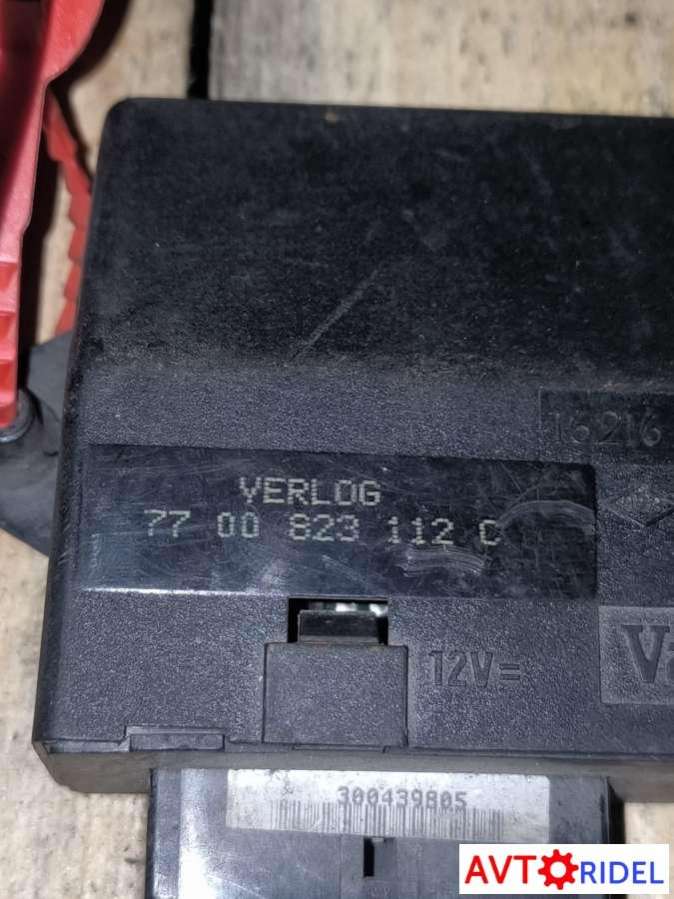 16216
VERLOG
77 00 823 112 C
12V=
300439805
AVTORIDEL